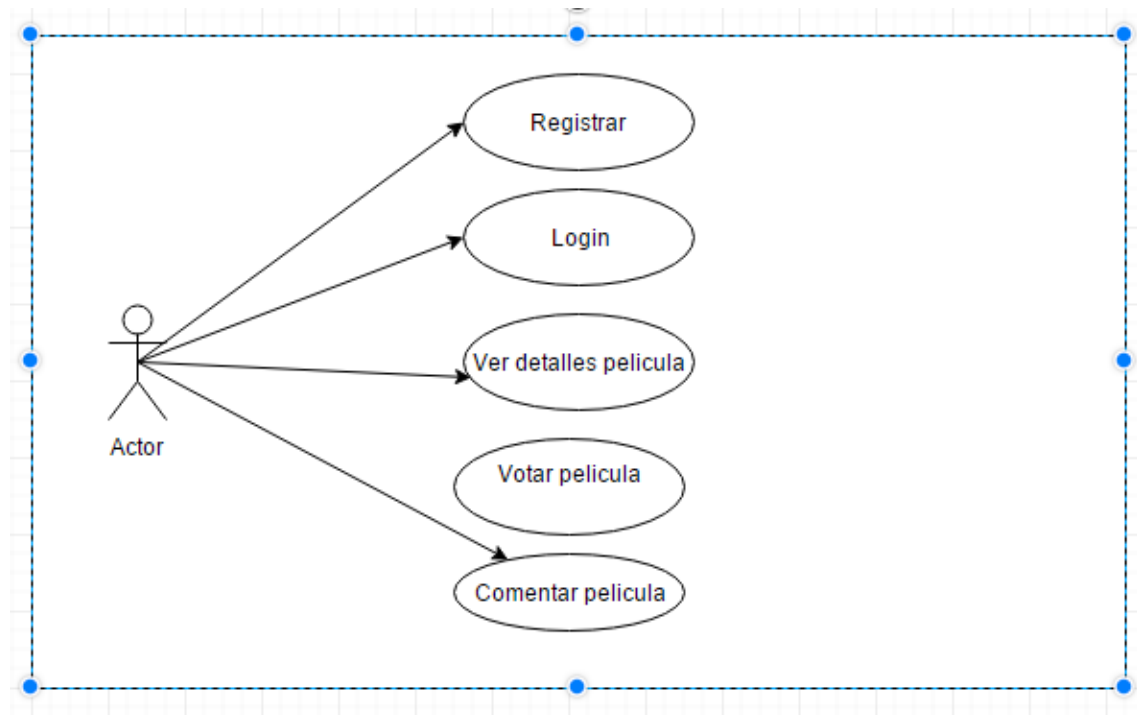 Registrar
Login
Ver detalles pelicula
Actor
Votar pelicula
Comentar pelicula